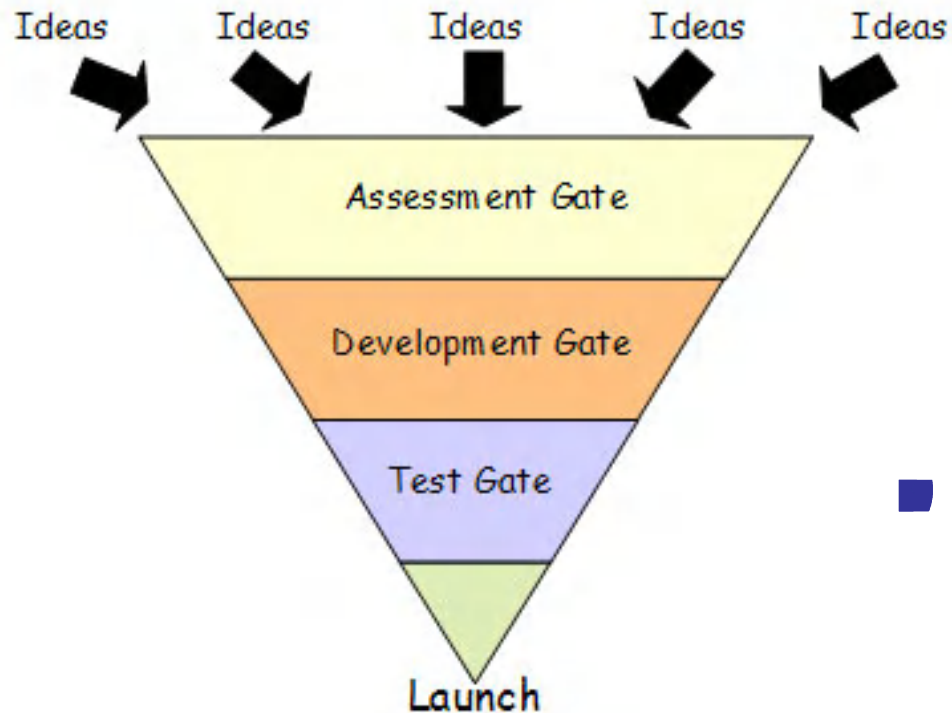 Ideas Ideas Ideas Ideas Ideas
Assessment Gate
Development Gate
Test Gate
Launch